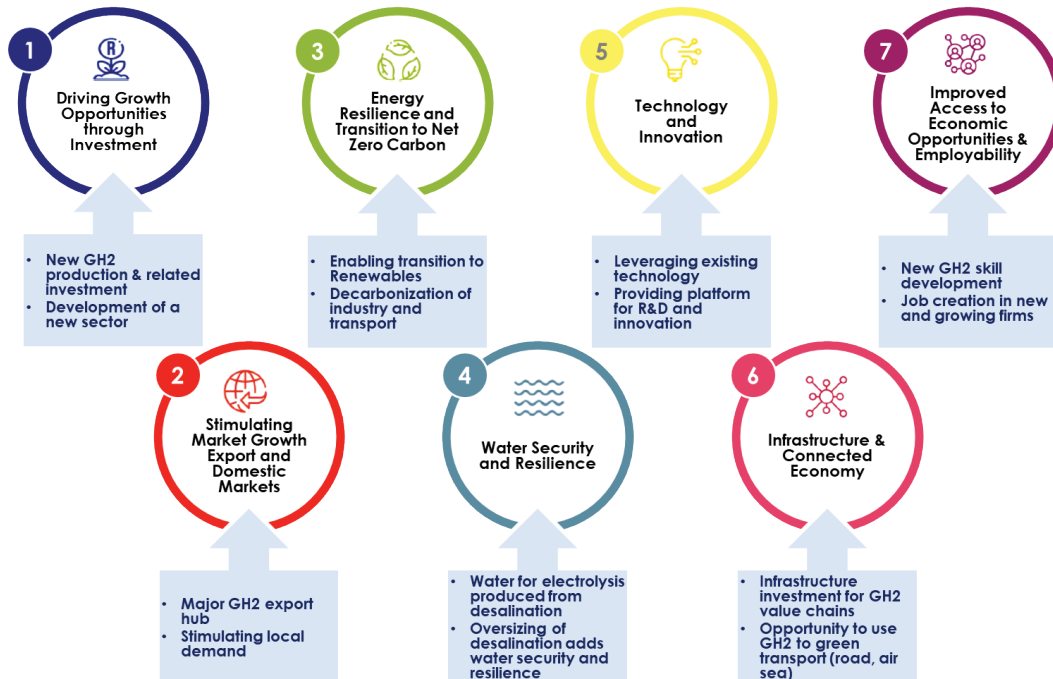 1
Driving Growth
Opportunities
through
Investment
• New GH2
production & related
investment
• Development of a
new sector
2
Stimulating
Market Growth
Export and
Domestic
Markets
• Major GH2 export
hub
• Stimulating local
demand
3
Energy
Resilience and
Transition to Net
Zero Carbon
• Enabling transition to
Renewables
• Decarbonization of
industry and
transport
4
Water Security
and Resilience
• Water for electrolysis
produced from
desalination
• Oversizing of
desalination adds
water security and
resilience
5
Technology
and
Innovation
• Leveraging existing
technology
• Providing platform
for R&D and
innovation
6
Infrastructure &
Connected
Economy
• Infrastructure
investment for GH2
value chains
• Opportunity to use
GH2 to green
transport (road, air
sea)
7
Improved
Access to
Economic
Opportunities &
Employability
• New GH2 skill
development
• Job creation in new
and growing firms
R